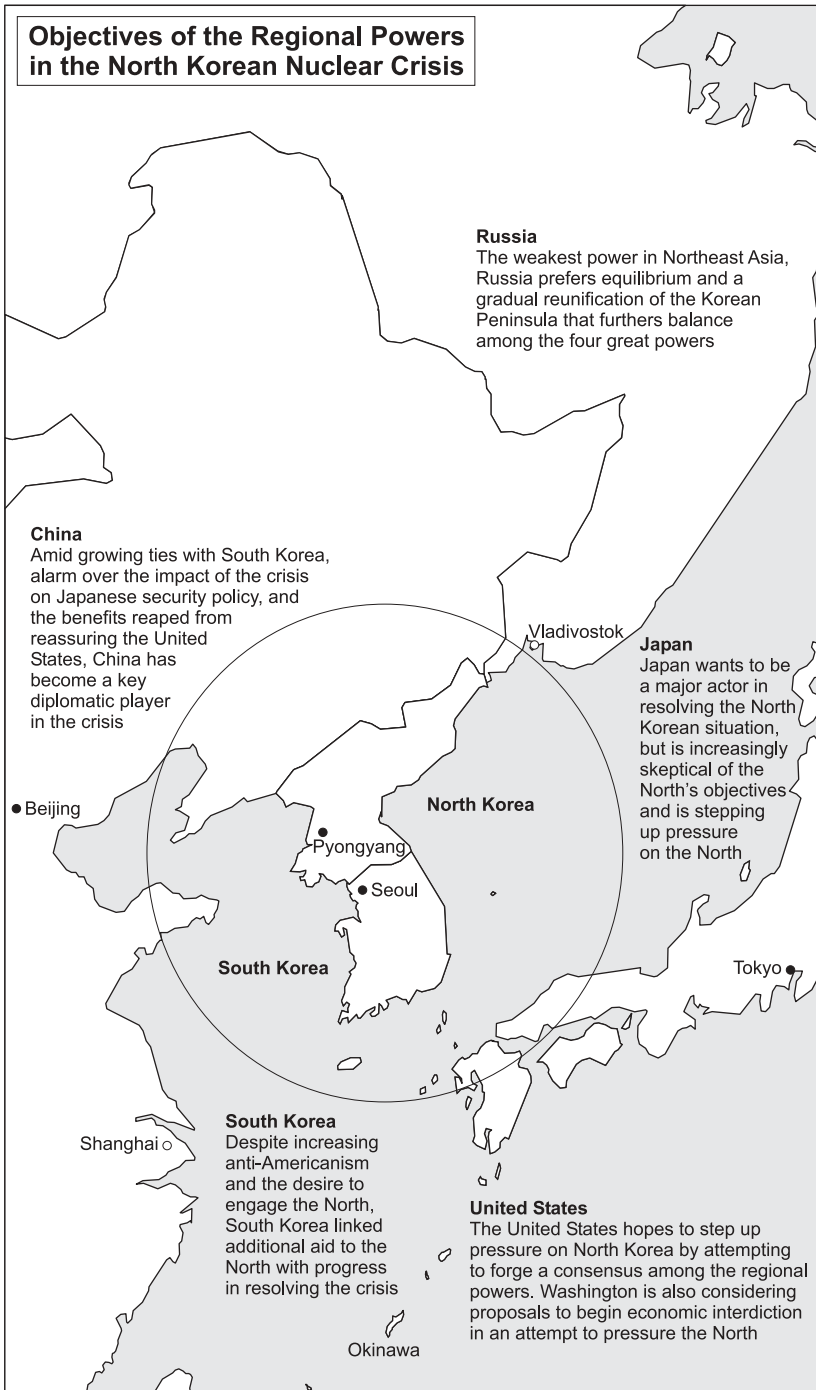 Objectives of the Regional Powers
in the North Korean Nuclear Crisis
Russia
The weakest power in Northeast Asia,
Russia prefers equilibrium and a
gradual reunification of the Korean
Peninsula that furthers balance
among the four great powers
China
Amid growing ties with South Korea,
alarm over the impact of the crisis
on Japanese security policy, and
the benefits reaped from
reassuring the United
States, China has
become a key
diplomatic player
in the crisis
Vladivostok
Japan
Japan wants to be
a major actor in
resolving the North
Korean situation,
but is increasingly
skeptical of the
North's objectives
and is stepping
up pressure
on the North
Beijing
North Korea
Pyongyang
Seoul
South Korea
Tokyo
Shanghai
South Korea
Despite increasing
anti-Americanism
and the desire to
engage the North,
South Korea linked
additional aid to the
North with progress
in resolving the crisis
United States
The United States hopes to step up
pressure on North Korea by attempting
to forge a consensus among the regional
powers. Washington is also considering
proposals to begin economic interdiction
in an attempt to pressure the North
Okinawa